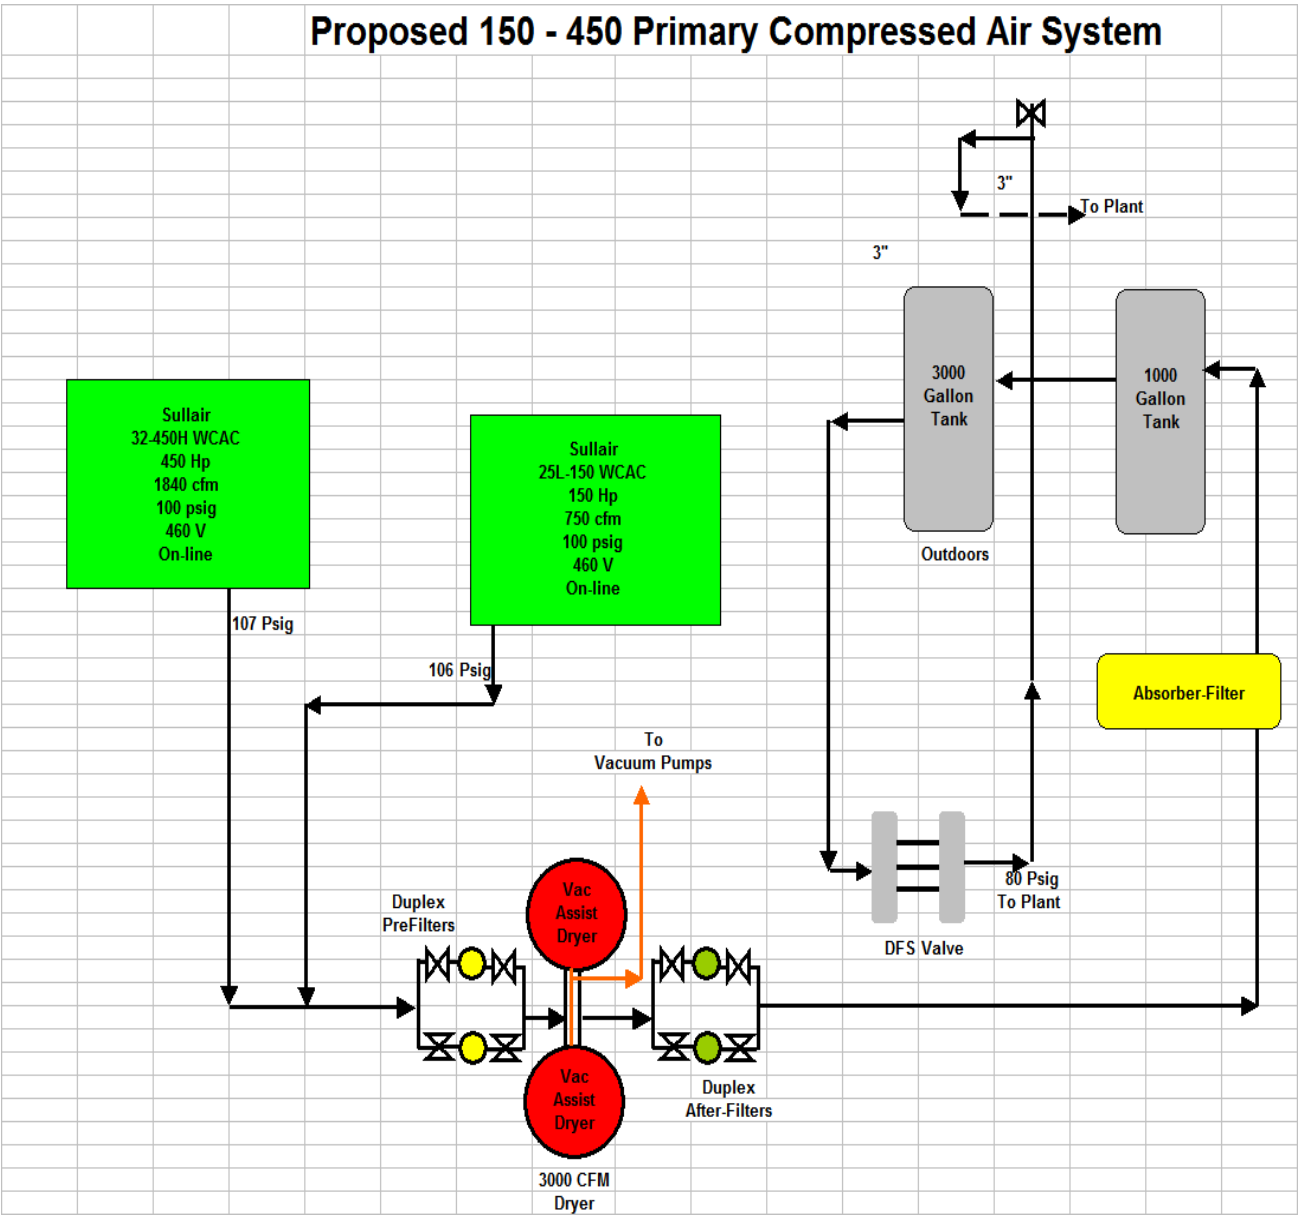 Proposed 150 - 450 Primary Compressed Air System
3"
To Plant
3"
3000
Gallon
Tank
1000
Gallon
Tank
Sullair
32-450H WCAC
450 Hp
1840 cfm
100 psig
460 V
On-line
Sullair
25L-150 WCAC
150 Hp
750 cfm
100 psig
460 V
On-line
Outdoors
107 Psig
106 Psig
Absorber-Filter
To
Vacuum Pumps
80 Psig
To Plant
DFS Valve
Duplex
PreFilters
Vac
Assist
Dryer
Vac
Assist
Dryer
Duplex
After-Filters
3000 CFM
Dryer